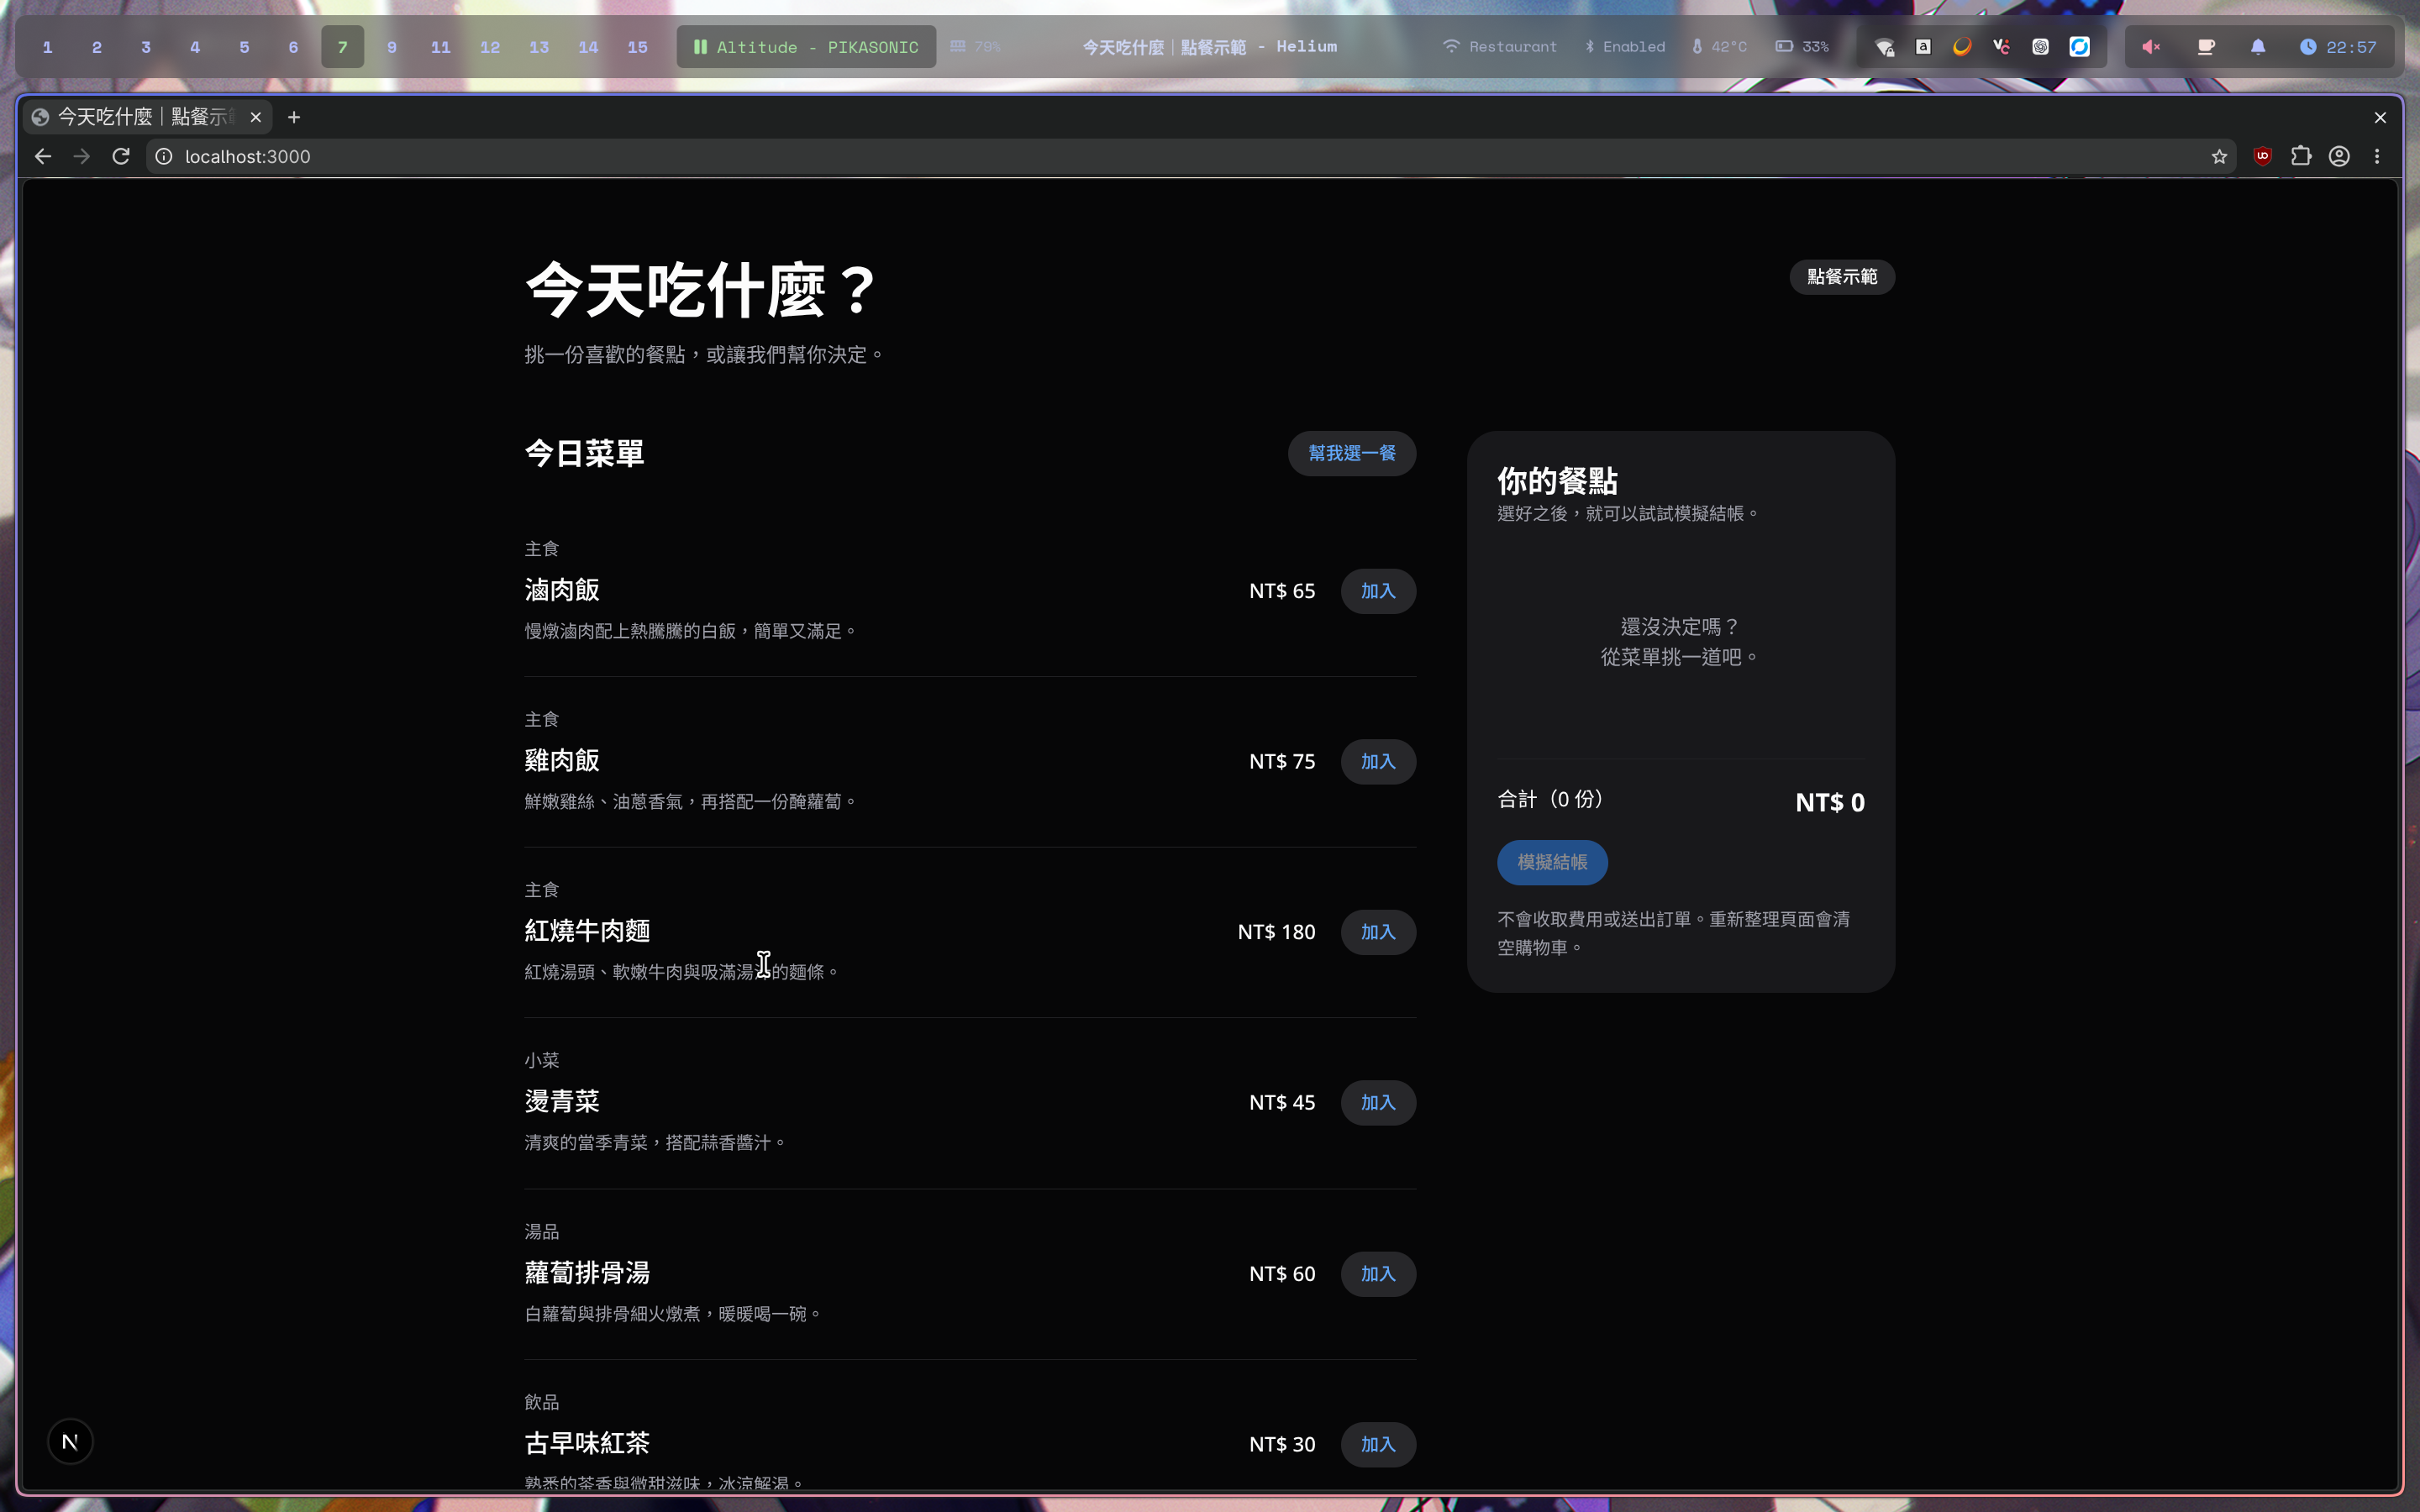 1 2 3 4 5 6 7 9 11 12 13 14 15 Altitude - PIKASONIC 79% 今天吃什麼｜點餐示範 - Helium Restaurant Enabled 42°C 33% a 22:57
今天吃什麼｜點餐示
localhost:3000
今天吃什麼？
點餐示範
挑一份喜歡的餐點，或讓我們幫你決定。
今日菜單
幫我選一餐
主食
滷肉飯
NT$ 65
加入
慢燉滷肉配上熱騰騰的白飯，簡單又滿足。
主食
雞肉飯
NT$ 75
加入
鮮嫩雞絲、油蔥香氣，再搭配一份醃蘿蔔。
主食
紅燒牛肉麵
NT$ 180
加入
紅燒湯頭、軟嫩牛肉與吸滿湯的麵條。
小菜
燙青菜
NT$ 45
加入
清爽的當季青菜，搭配蒜香醬汁。
湯品
蘿蔔排骨湯
NT$ 60
加入
白蘿蔔與排骨細火燉煮，暖暖喝一碗。
飲品
古早味紅茶
NT$ 30
加入
熟悉的茶香與微甜滋味，冰涼解渴。
你的餐點
選好之後，就可以試試模擬結帳。
還沒決定嗎？
從菜單挑一道吧。
合計（0 份）
NT$ 0
模擬結帳
不會收取費用或送出訂單。重新整理頁面會清
空購物車。
N